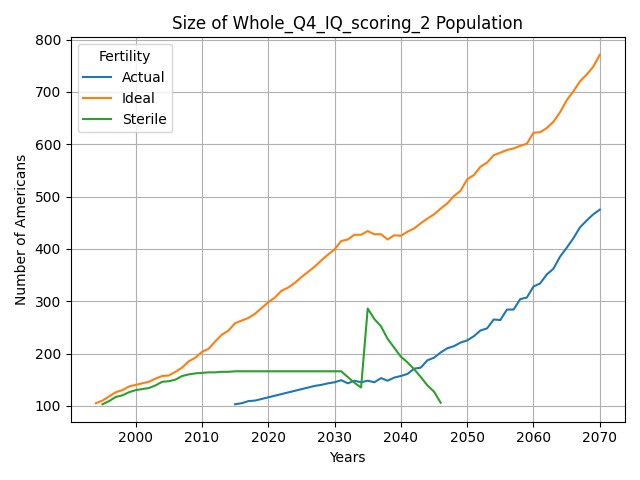 Size of Whole_Q4_IQ_scoring_2 Population
Fertility
Actual
Ideal
Sterile
Number of Americans
800
700
600
500
400
300
200
100
2000 2010 2020 2030 2040 2050 2060 2070
Years